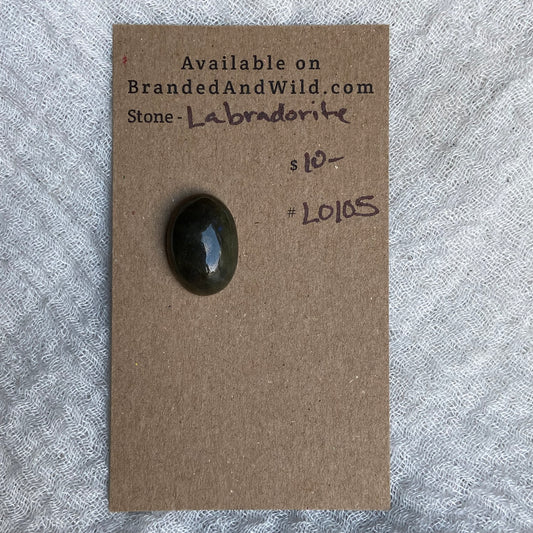 Available on
BrandedAndWild.com
Stone - Labradorite
$ 10-
# L0105